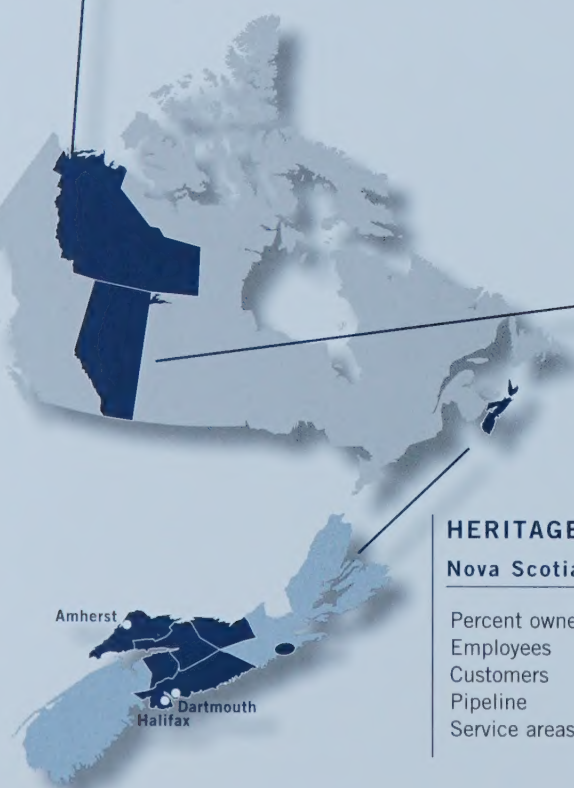 Amherst
Dartmouth
Halifax
HERITAGE
Nova Scotia
Percent owne
Employees
Customers
Pipeline
Service areas